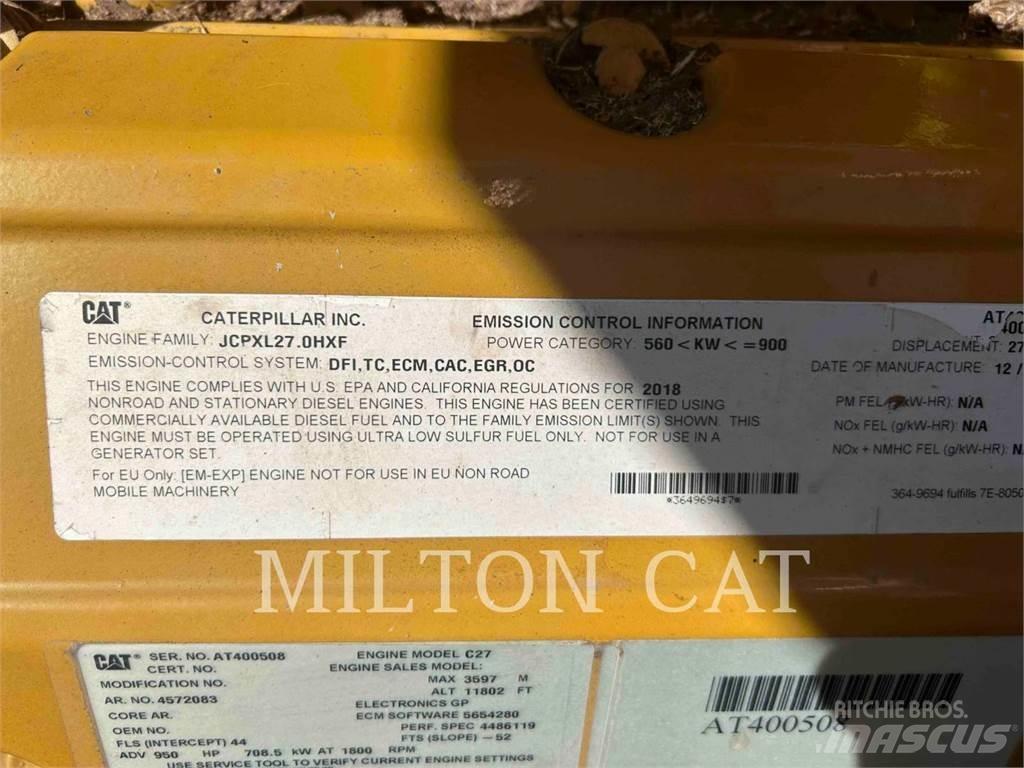 CAT® CATERPILLAR INC. EMISSION CONTROL INFORMATION
ENGINE FAMILY: JCPXL27.0HXF POWER CATEGORY: 560 < KW < = 900 DISPLACEMENT: 27
EMISSION-CONTROL SYSTEM: DFI,TC,ECM,CAC,EGR,OC DATE OF MANUFACTURE: 12 /
THIS ENGINE COMPLIES WITH U.S. EPA AND CALIFORNIA REGULATIONS FOR 2018
NONROAD AND STATIONARY DIESEL ENGINES. THIS ENGINE HAS BEEN CERTIFIED USING
COMMERCIALLY AVAILABLE DIESEL FUEL AND TO THE FAMILY EMISSION LIMIT(S) SHOWN. THIS
ENGINE MUST BE OPERATED USING ULTRA LOW SULFUR FUEL ONLY. NOT FOR USE IN A
GENERATOR SET.
For EU Only: [EM-EXP] ENGINE NOT FOR USE IN EU NON ROAD
MOBILE MACHINERY
PM FEL (g/kW-HR): N/A
NOx FEL (g/kW-HR): N/A
NOx + NMHC FEL (g/kW-HR): N
*3649694$7*
364-9694 fulfills 7E-8050
MILTON CAT
CAT® SER. NO. AT400508 ENGINE MODEL C27
CERT. NO. ENGINE SALES MODEL:
MODIFICATION NO. MAX 3597 M
AR. NO. 4572083 ALT 11802 FT
CORE AR. ELECTRONICS GP
OEM NO. ECM SOFTWARE 5654280
PERF. SPEC 4486119
FLS (INTERCEPT) 44 FTS (SLOPE) -52
ADV 950 HP 708.5 KW AT 1800 RPM
USE SERVICE TOOL TO VERIFY CURRENT ENGINE SETTINGS
AT400508
RITCHIE BROS.
MASCUS